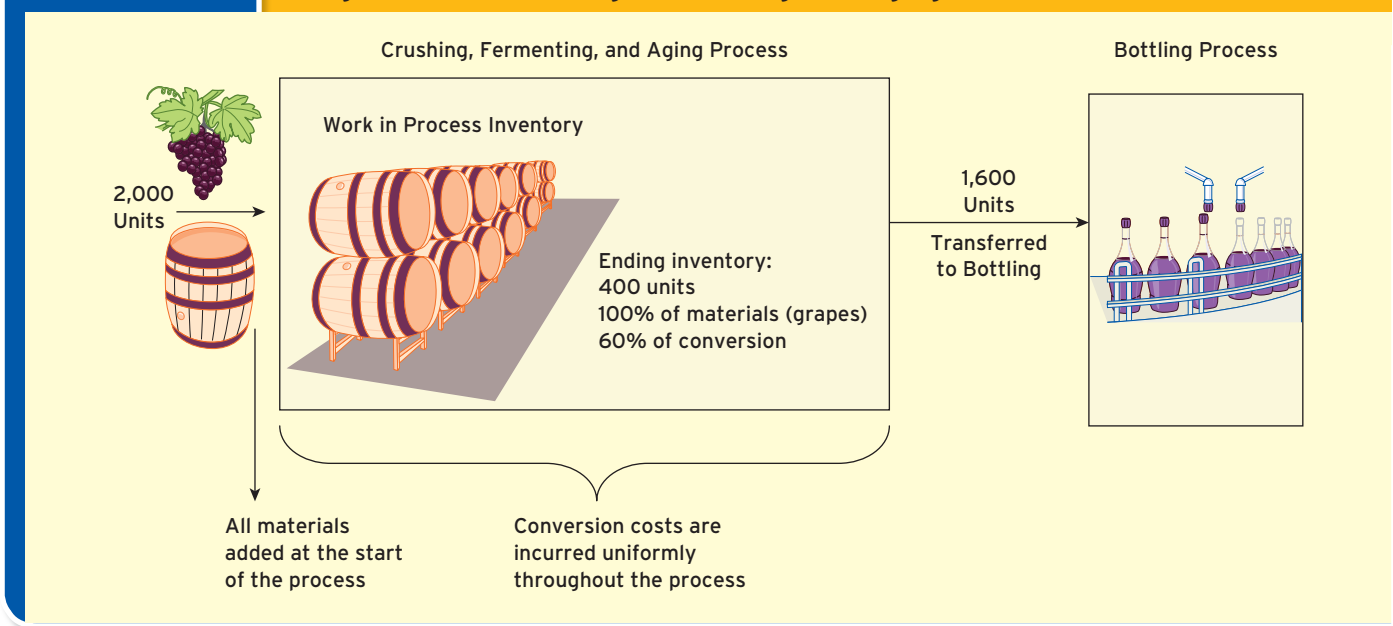 Crushing, Fermenting, and Aging Process
Bottling Process
Work in Process Inventory
2,000
Units
Ending inventory:
400 units
100% of materials (grapes)
60% of conversion
1,600
Units
Transferred
to Bottling
All materials
added at the start
of the process
Conversion costs are
incurred uniformly
throughout the process